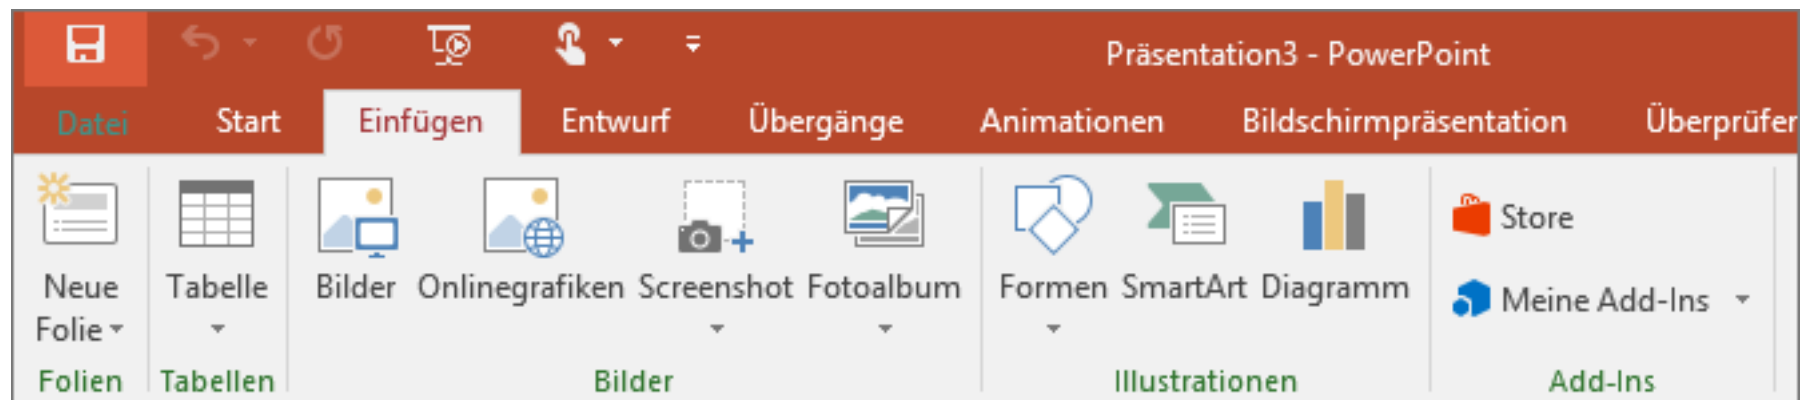 Präsentation3 - PowerPoint
Datei Start Einfügen Entwurf Übergänge Animationen Bildschirmpräsentation Überprüfer
Neue Folie
Tabelle
Bilder
Onlinegrafiken
Screenshot
Fotoalbum
Formen
SmartArt
Diagramm
Store
Meine Add-Ins
Folien Tabellen Bilder Illustrationen Add-Ins